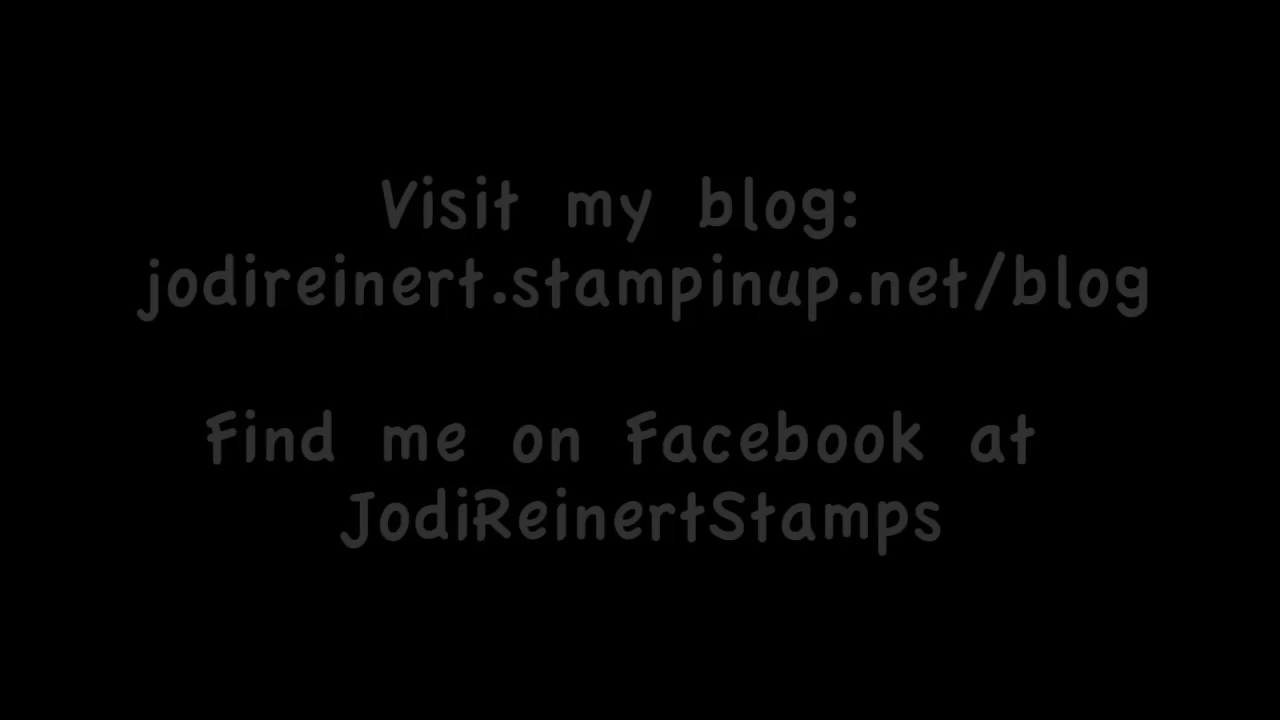 Visit my blog:
jodireinert.stampinup.net/blog
Find me on Facebook at
JodiReinertStamps